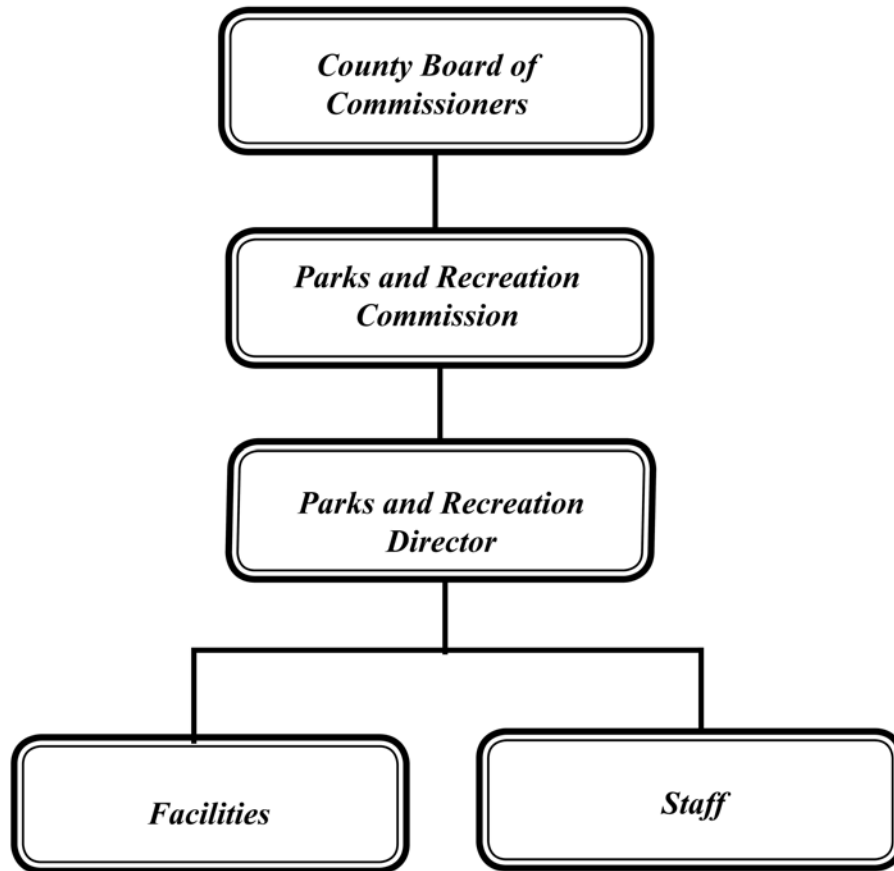 County Board of
Commissioners
Parks and Recreation
Commission
Parks and Recreation
Director
Facilities
Staff